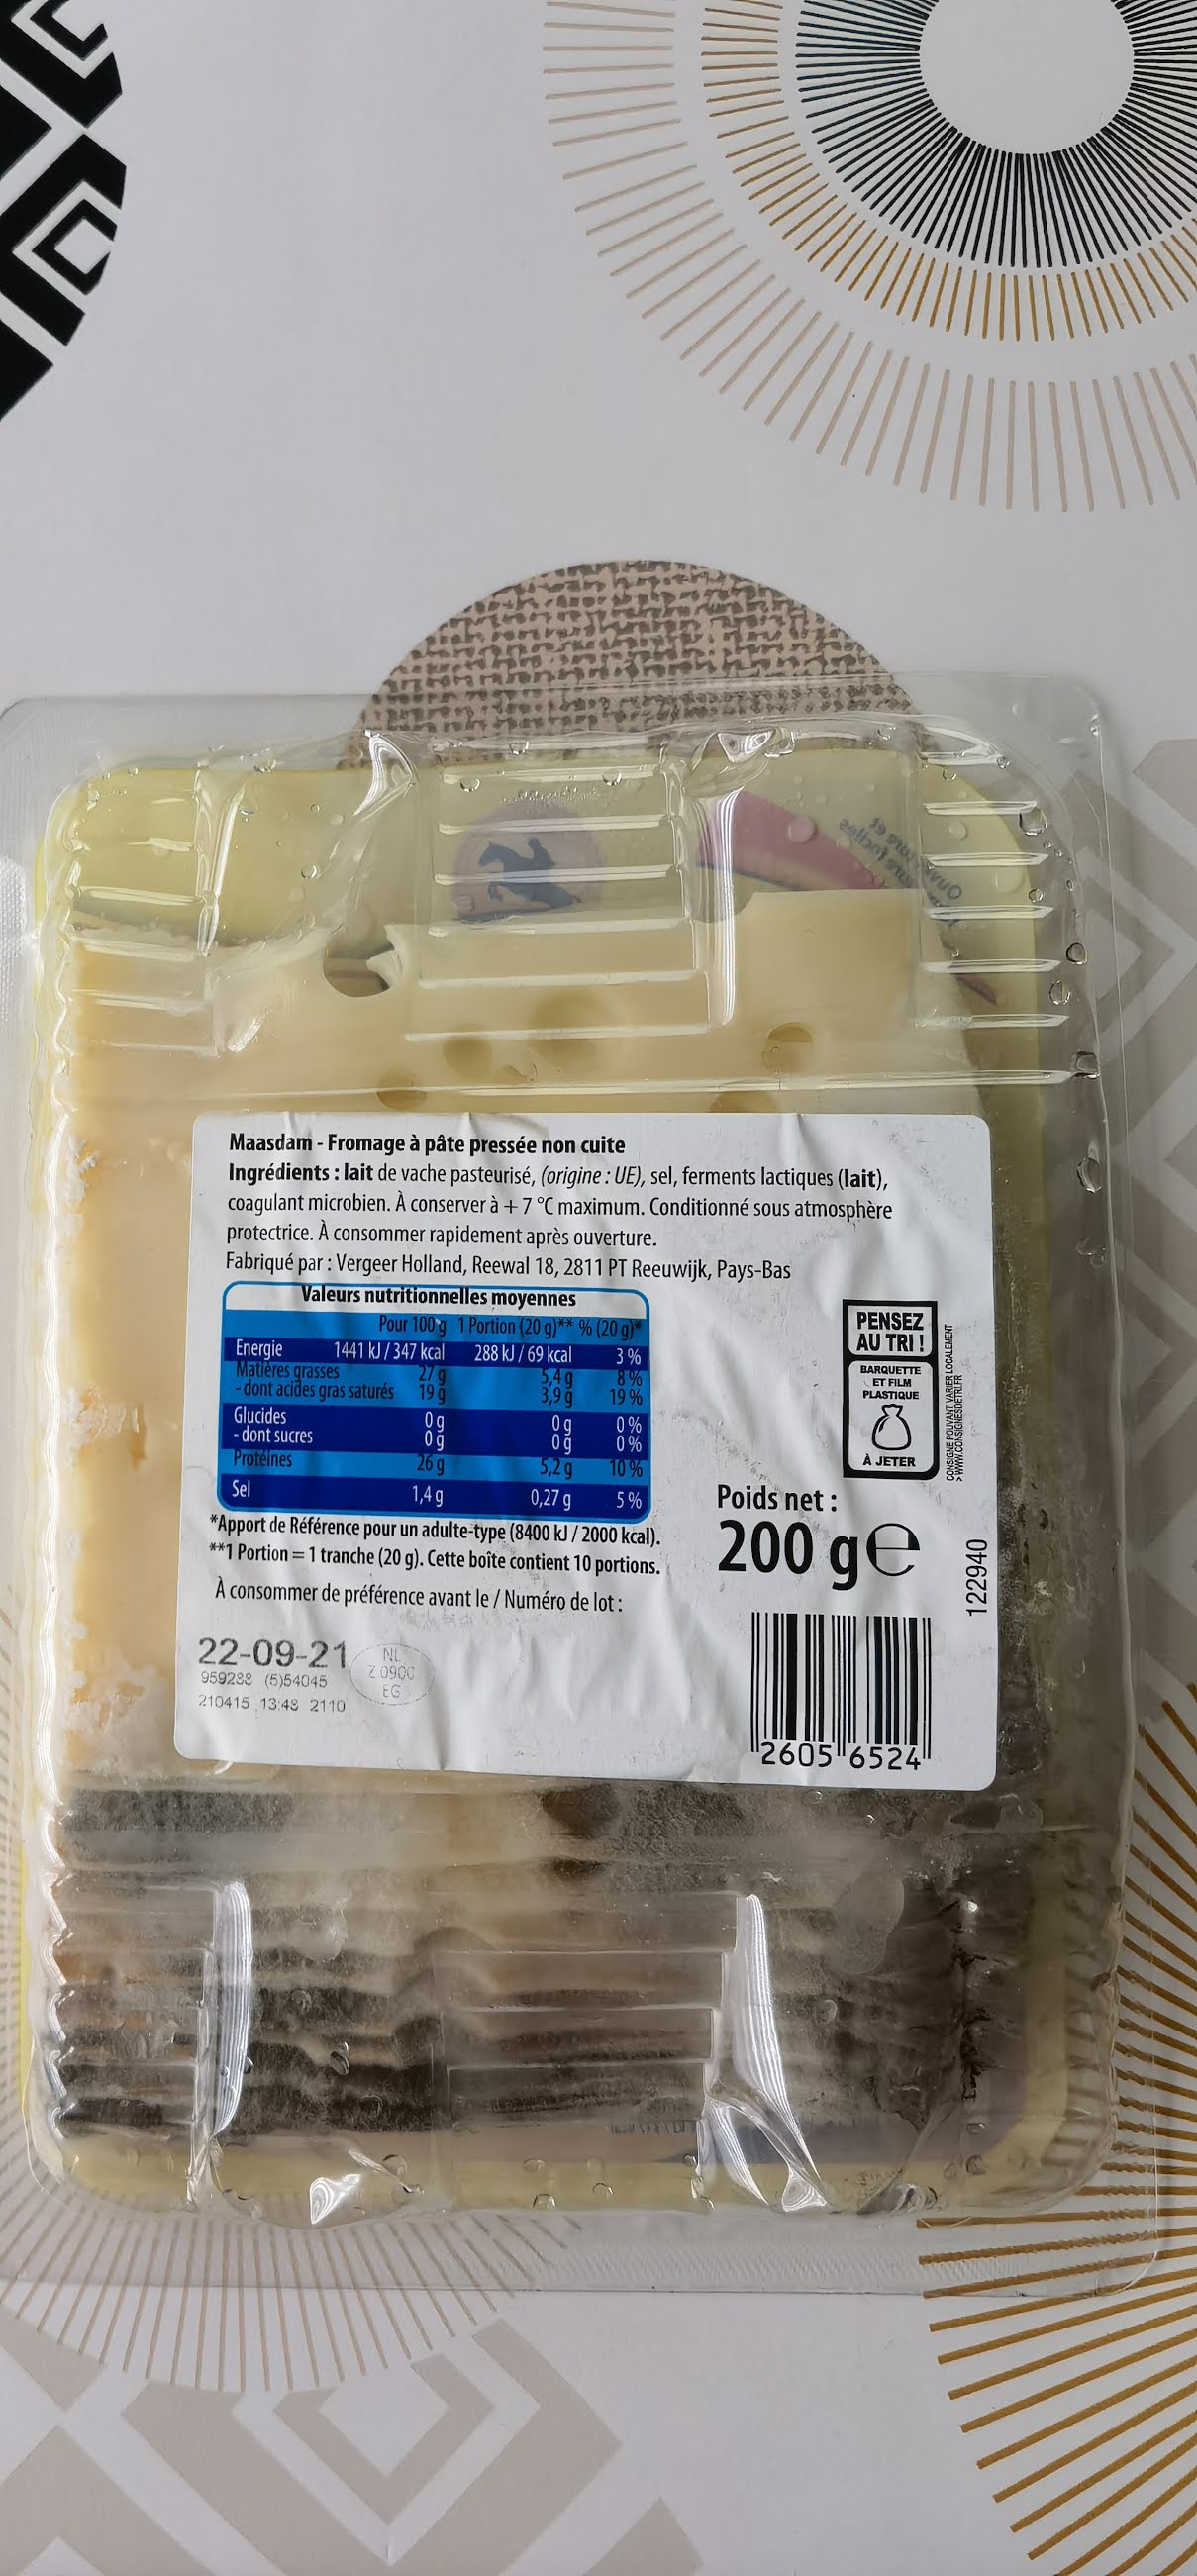 Maasdam - Fromage à pâte pressée non cuite
Ingrédients : lait de vache pasteurisé, (origine : UE), sel, ferments lactiques (lait),
coagulant microbien. À conserver à + 7 °C maximum. Conditionné sous atmosphère
protectrice. À consommer rapidement après ouverture.
Fabriqué par : Vergeer Holland, Reewal 18, 2811 PT Reeuwijk, Pays-Bas
Valeurs nutritionnelles moyennes
Pour 100 g 1 Portion (20 g)** % (20 g)*
Energie 1441 kJ / 347 kcal 288 kJ / 69 kcal 3 %
Matières grasses 27 g 5,4 g 8 %
- dont acides gras saturés 19 g 3,9 g 19 %
Glucides 0 g 0 g 0 %
- dont sucres 0 g 0 g 0 %
Protéines 26 g 5,2 g 10 %
Sel 1,4 g 0,27 g 5 %
*Apport de Référence pour un adulte-type (8400 kJ / 2000 kcal).
**1 Portion = 1 tranche (20 g). Cette boîte contient 10 portions.
À consommer de préférence avant le / Numéro de lot :
22-09-21
959288 (5)54045
210415 13:48 2110
NL
EG
PENSEZ
AU TRI !
BARQUETTE
ET FILM
PLASTIQUE
À JETER
CONSIGNE POUVANT VARIER LOCALEMENT
> WWW.CONSIGNESDETRI.FR
Poids net :
200 g e
122940
2605 6524